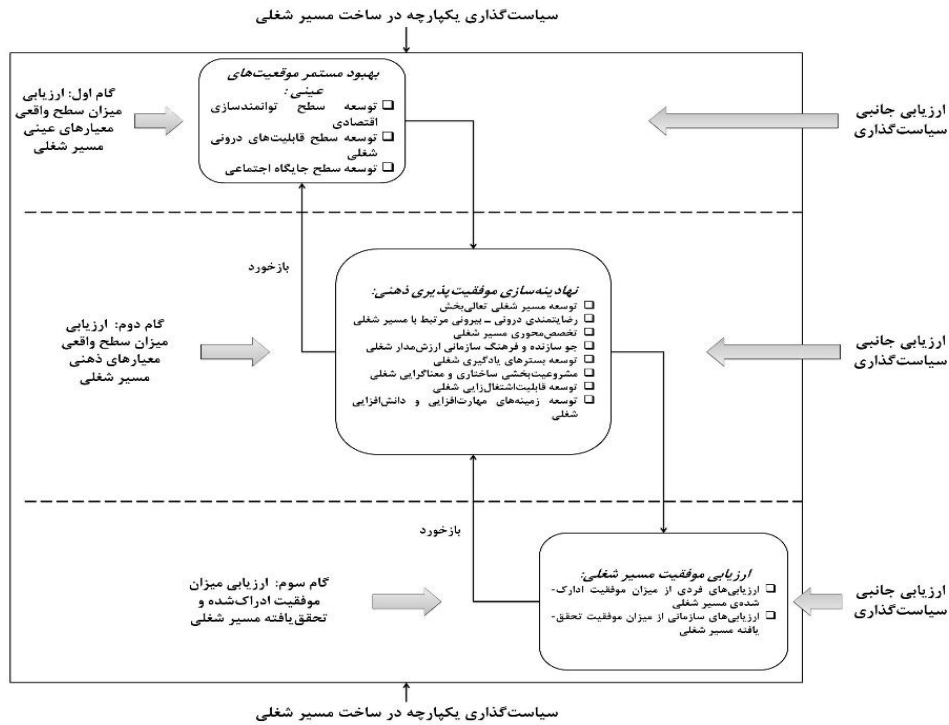 سیاست‌گذاری یکپارچه در ساخت مسیر شغلی
گام اول: ارزیابی
میزان سطح واقعی
معیارهای عینی
مسیر شغلی
بهبود مستمر موقعیت‌های
عینی:
❑ توسعه سطح توانمندسازی
اقتصادی
❑ توسعه سطح قابلیت‌های درونی
شغلی
❑ توسعه سطح جایگاه اجتماعی
ارزیابی جانبی
سیاست‌گذاری
بازخورد
گام دوم: ارزیابی
میزان سطح واقعی
معیارهای ذهنی
مسیر شغلی
نهادینه‌سازی موفقیت‌پذیری ذهنی:
❑ توسعه مسیر شغلی تعالی‌بخش
❑ رضایتمندی درونی – بیرونی مرتبط با مسیر شغلی
❑ تخصص‌محوری مسیر شغلی
❑ جو سازنده و فرهنگ سازمانی ارزش‌مدار شغلی
❑ توسعه بسترهای یادگیری شغلی
❑ مشروعیت‌بخشی ساختاری و معناگرایی شغلی
❑ توسعه قابلیت‌اشتغال‌زایی شغلی
❑ توسعه زمینه‌های مهارت‌افزایی و دانش‌افزایی
شغلی
ارزیابی جانبی
سیاست‌گذاری
بازخورد
گام سوم: ارزیابی میزان
موفقیت ادراک‌شده و
تحقق‌یافته مسیر شغلی
ارزیابی موفقیت مسیر شغلی:
❑ ارزیابی‌های فردی از میزان موفقیت ادارک-
شده‌ی مسیر شغلی
❑ ارزیابی‌های سازمانی از میزان موفقیت تحقق-
یافته مسیر شغلی
ارزیابی جانبی
سیاست‌گذاری
سیاست‌گذاری یکپارچه در ساخت مسیر شغلی